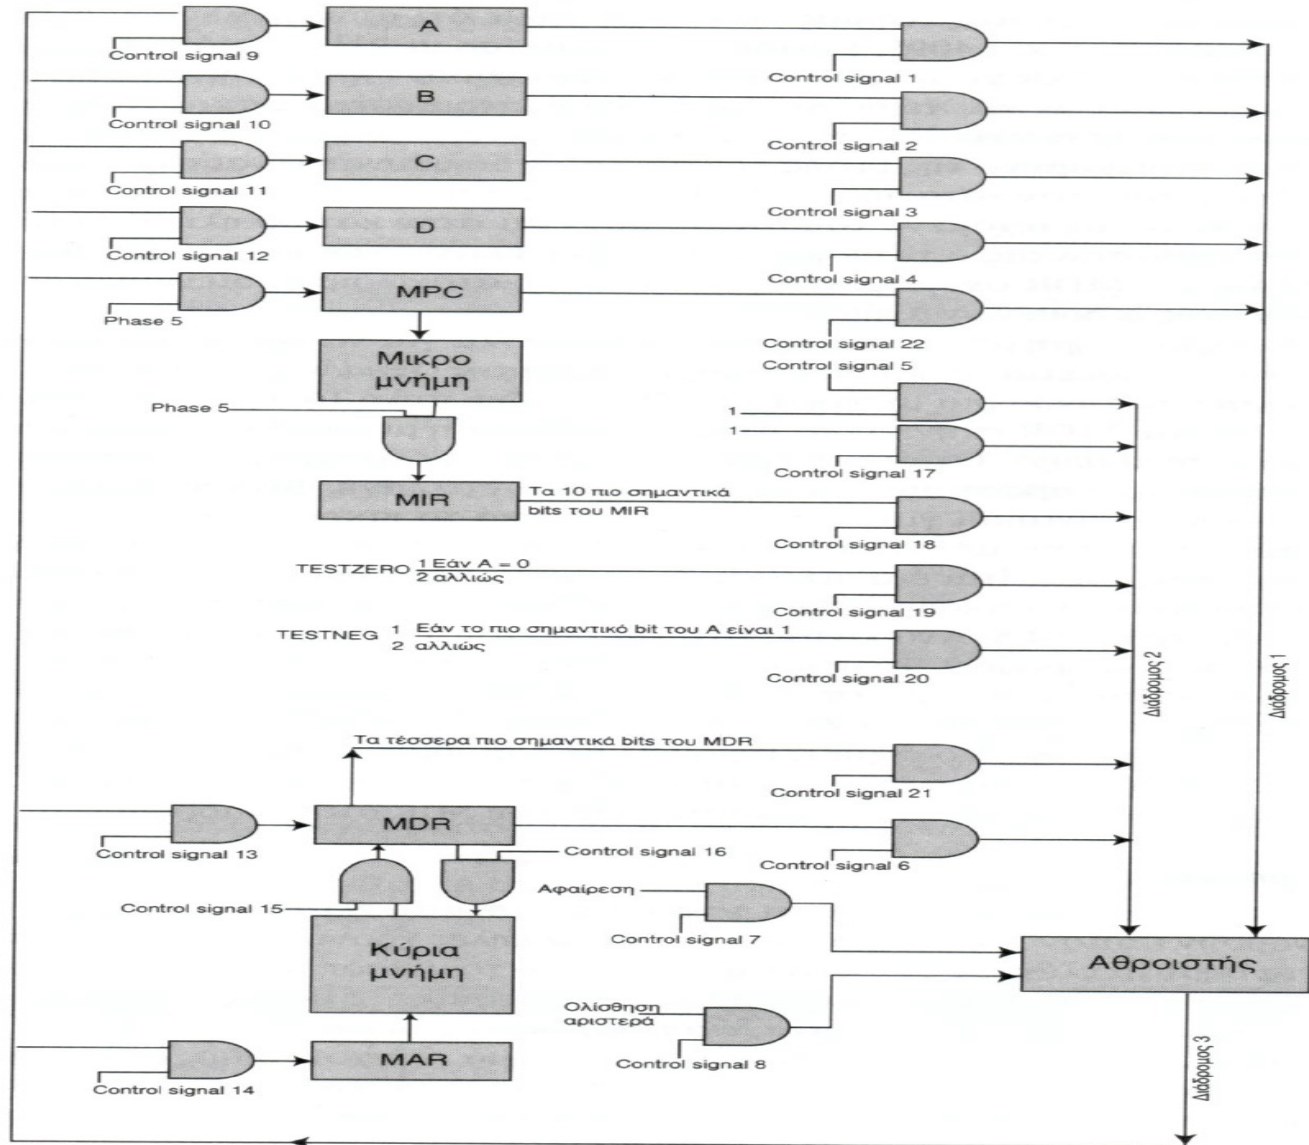 A
Control signal 9
Control signal 1
B
Control signal 10
Control signal 2
C
Control signal 11
Control signal 3
D
Control signal 12
Control signal 4
MPC
Phase 5
Control signal 22
Μικρο
μνήμη
Control signal 5
Phase 5
1
1
Control signal 17
MIR
Τα 10 πιο σημαντικά
bits του MIR
Control signal 18
TESTZERO 1 Εάν A = 0
2 αλλιώς
Control signal 19
TESTNEG 1 Εάν το πιο σημαντικό bit του A είναι 1
2 αλλιώς
Control signal 20
Διάδρομος 2
Διάδρομος 1
Τα τέσσερα πιο σημαντικά bits του MDR
Control signal 21
MDR
Control signal 13
Control signal 16
Control signal 6
Αφαίρεση
Control signal 15
Control signal 7
Κύρια
μνήμη
Αθροιστής
Ολίσθηση
αριστερά
MAR
Control signal 8
Control signal 14
Διάδρομος 3